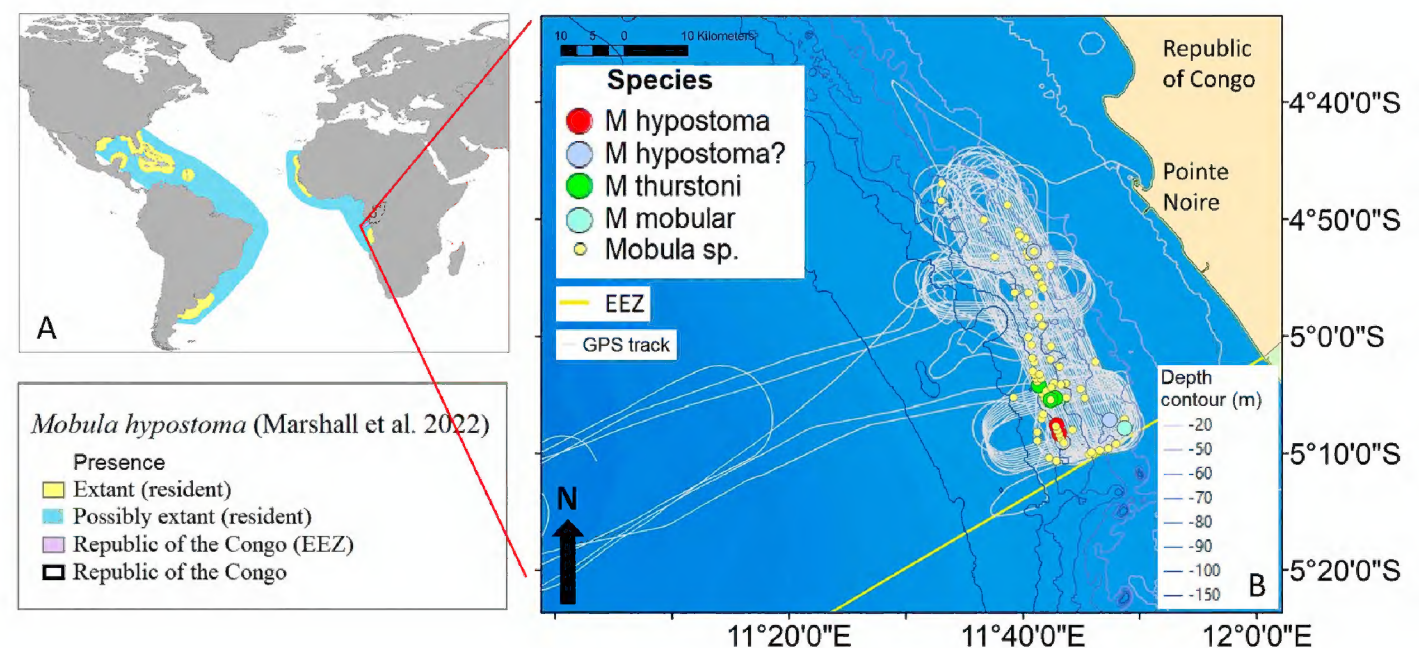 A
Mobula hypostoma (Marshall et al. 2022)
Presence
Extant (resident)
Possibly extant (resident)
Republic of the Congo (EEZ)
Republic of the Congo
10 5 0 10 Kilometers
Species
M hypostoma
M hypostoma?
M thurstoni
M mobular
Mobula sp.
EEZ
GPS track
N
Republic
of Congo
Pointe
Noire
Depth
contour (m)
-20
-50
-60
-70
-80
-90
-100
-150
B
4°40'0"S
4°50'0"S
5°0'0"S
5°10'0"S
5°20'0"S
11°20'0"E
11°40'0"E
12°0'0"E